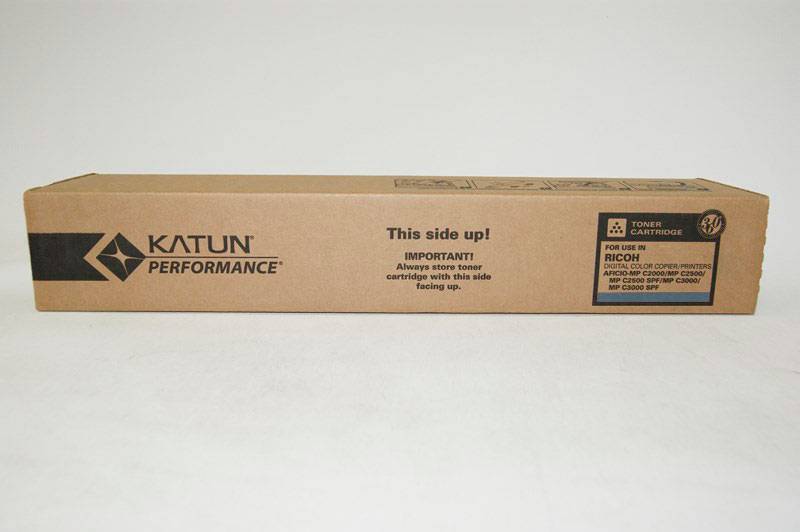 KATUN®
PERFORMANCE®
This side up!
IMPORTANT!
Always store toner
cartridge with this side
facing up.
TONER
CARTRIDGE
360
FOR USE IN
RICOH
DIGITAL COLOR COPIER/PRINTERS
AFICIO-MP C2000/MP C2500/
MP C2500 SPF/MP C3000/
MP C3000 SPF